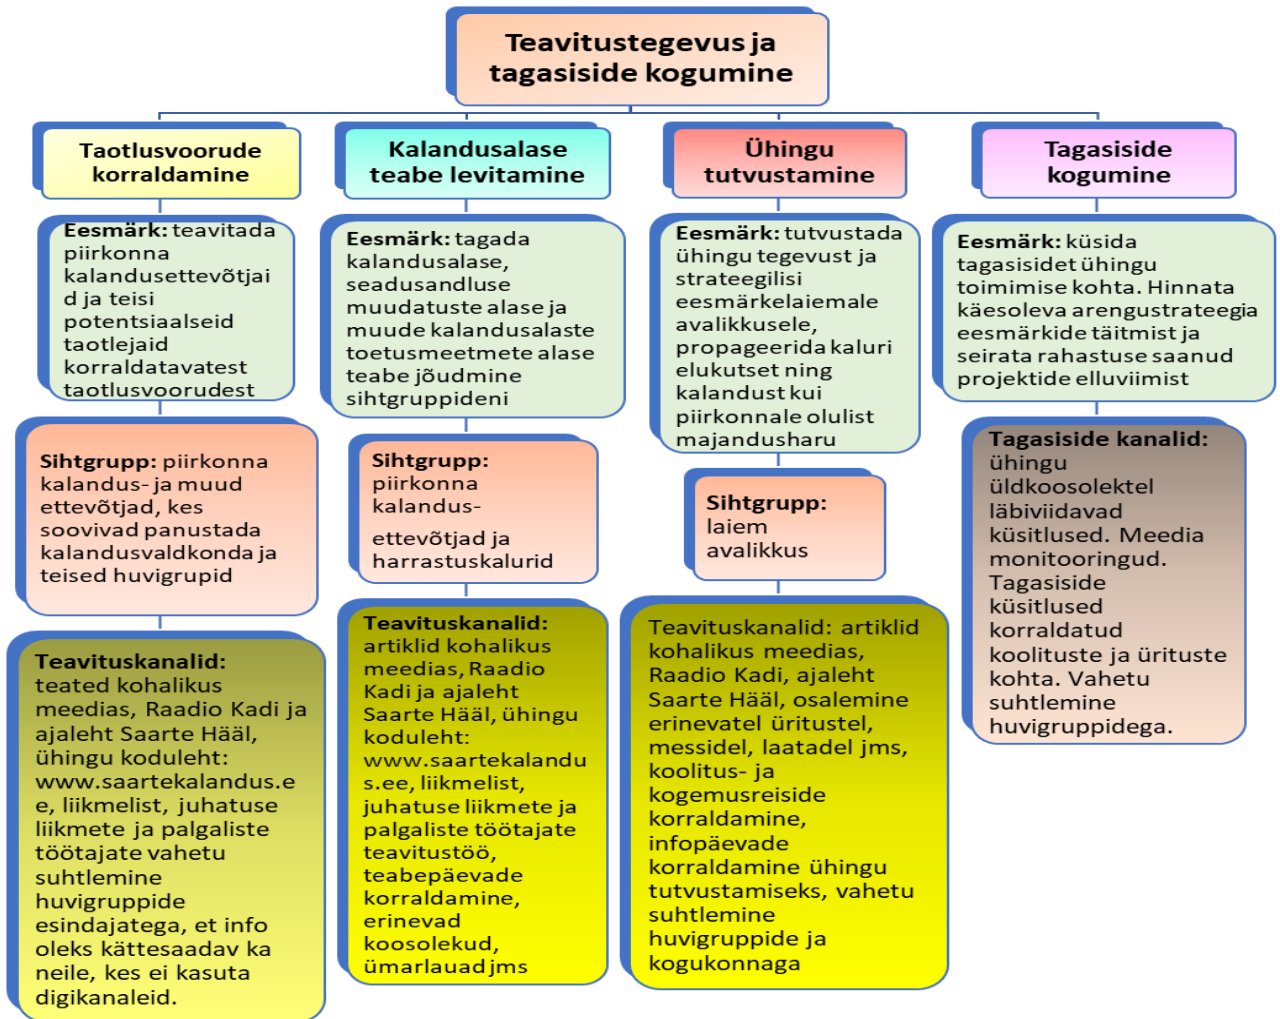 Teavitustegevus ja
tagasiside kogumine
Taotlusvoorude
korraldamine
Eesmärk: teavitada
piirkonna
kalandusettevõtjai
d ja teisi
potentsiaalseid
taotlejaid
korraldatavatest
taotlusvoorudest
Sihtgrupp: piirkonna
kalandus- ja muud
ettevõtjad, kes
soovivad panustada
kalandusvaldkonda ja
teised huvigrupid
Teavituskanalid:
teated kohalikus
meedias, Raadio Kadi ja
ajaleht Saarte Hääl,
ühingu koduleht:
www.saartekalandus.e
e, liikmelist, juhatuse
liikmete ja palgaliste
töötajate vahetu
suhtlemine
huvigruppide
esindajatega, et info
oleks kättesaadav ka
neile, kes ei kasuta
digikanaleid.
Kalandusalase
teabe levitamine
Eesmärk: tagada
kalandusalase,
seadusandluse
muudatuste alase ja
muude kalandusalaste
toetusmeetmete alase
teabe jõudmine
sihtgruppideni
Sihtgrupp:
piirkonna
kalandus-
ettevõtjad ja
harrastuskalurid
Teavituskanalid:
artiklid kohalikus
meedias, Raadio
Kadi ja ajaleht
Saarte Hääl, ühingu
koduleht:
www.saartekalandu
s.ee, liikmelist,
juhatuse liikmete ja
palgaliste töötajate
teavitustöö,
teabepäevade
korraldamine,
erinevad
koosolekud,
ümarlauad jms
Ühingu
tutvustamine
Eesmärk: tutvustada
ühingu tegevust ja
strateegilisi
eesmärkelaiemale
avalikkusele,
propageerida kaluri
elukutset ning
kalandust kui
piirkonnale olulist
majandusharu
Sihtgrupp:
laiem
avalikkus
Teavituskanalid: artiklid
kohalikus meedias,
Raadio Kadi, ajaleht
Saarte Hääl, osalemine
erinevatel üritustel,
messidel, laatadel jms,
koolitus- ja
kogemusreiside
korraldamine,
infopäevade
korraldamine ühingu
tutvustamiseks, vahetu
suhtlemine
huvigruppide ja
kogukonnaga
Tagasiside
kogumine
Eesmärk: küsida
tagasisidet ühingu
toimimise kohta. Hinnata
käesoleva arengustrateegia
eesmärkide täitmist ja
seirata rahastuse saanud
projektide elluviimist
Tagasiside kanalid:
ühingu
üldkoosolektel
läbiviidavad
küsitlused. Meedia
monitooringud.
Tagasiside
küsitlused
korraldatud
koolituste ja ürituste
kohta. Vahetu
suhtlemine
huvigruppidega.